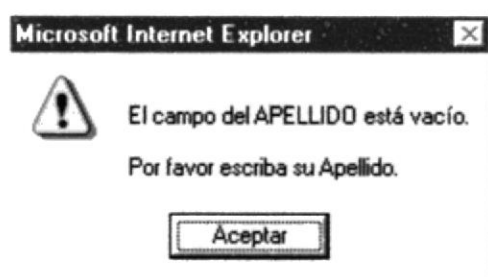 Microsoft Internet Explorer
El campo del APELLIDO está vacío.
Por favor escriba su Apellido.
Aceptar